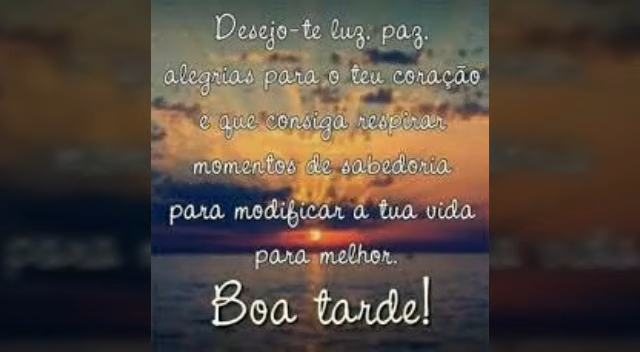 Desejo-te luz, paz,
alegrias para o teu coração
e que consiga respirar
momentos de sabedoria
para modificar a tua vida
para melhor.
Boa tarde!